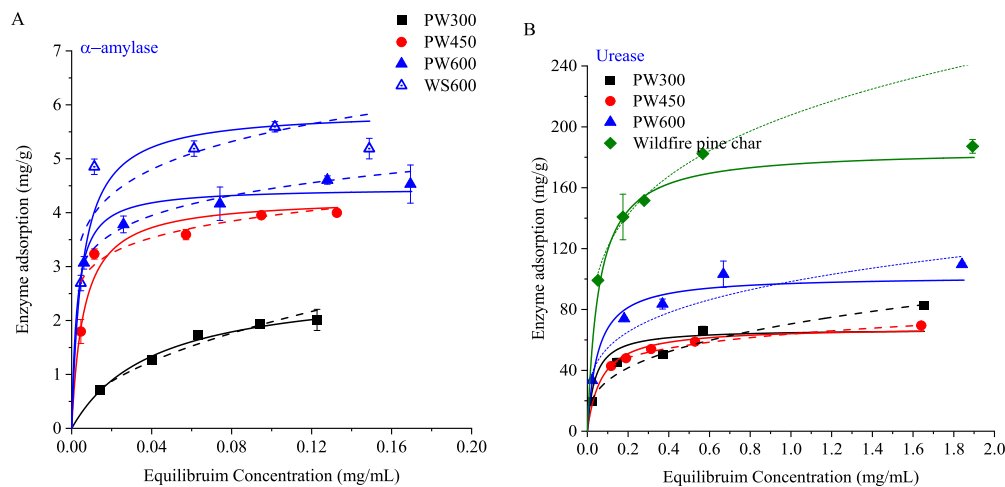 A
α−amylase
PW300
PW450
PW600
WS600
7
6
5
4
3
2
1
0
0.00 0.04 0.08 0.12 0.16 0.20
Enzyme adsorption (mg/g)
Equilibruim Concentration (mg/mL)
B
Urease
PW300
PW450
PW600
Wildfire pine char
240
200
160
120
80
40
0
0.0 0.2 0.4 0.6 0.8 1.0 1.2 1.4 1.6 1.8 2.0
Enzyme adsorption (mg/g)
Equilibruim Concentration (mg/mL)